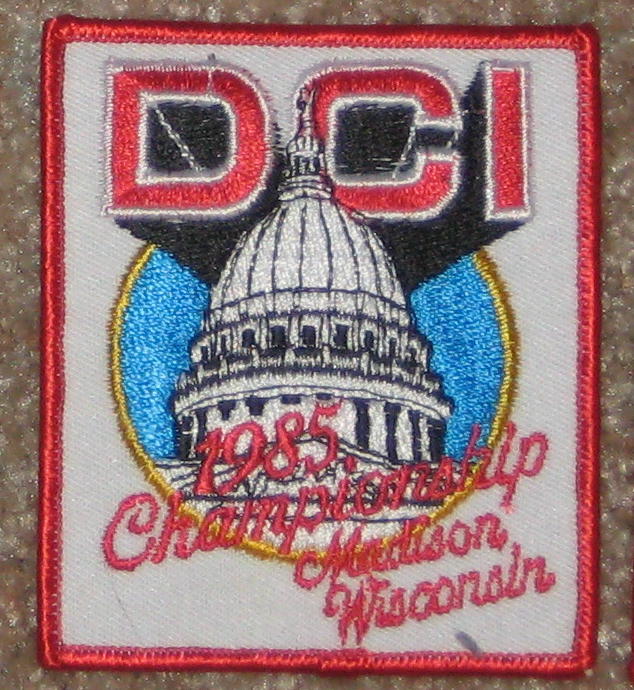 DCI
1985
Championship
Madison,
Wisconsin